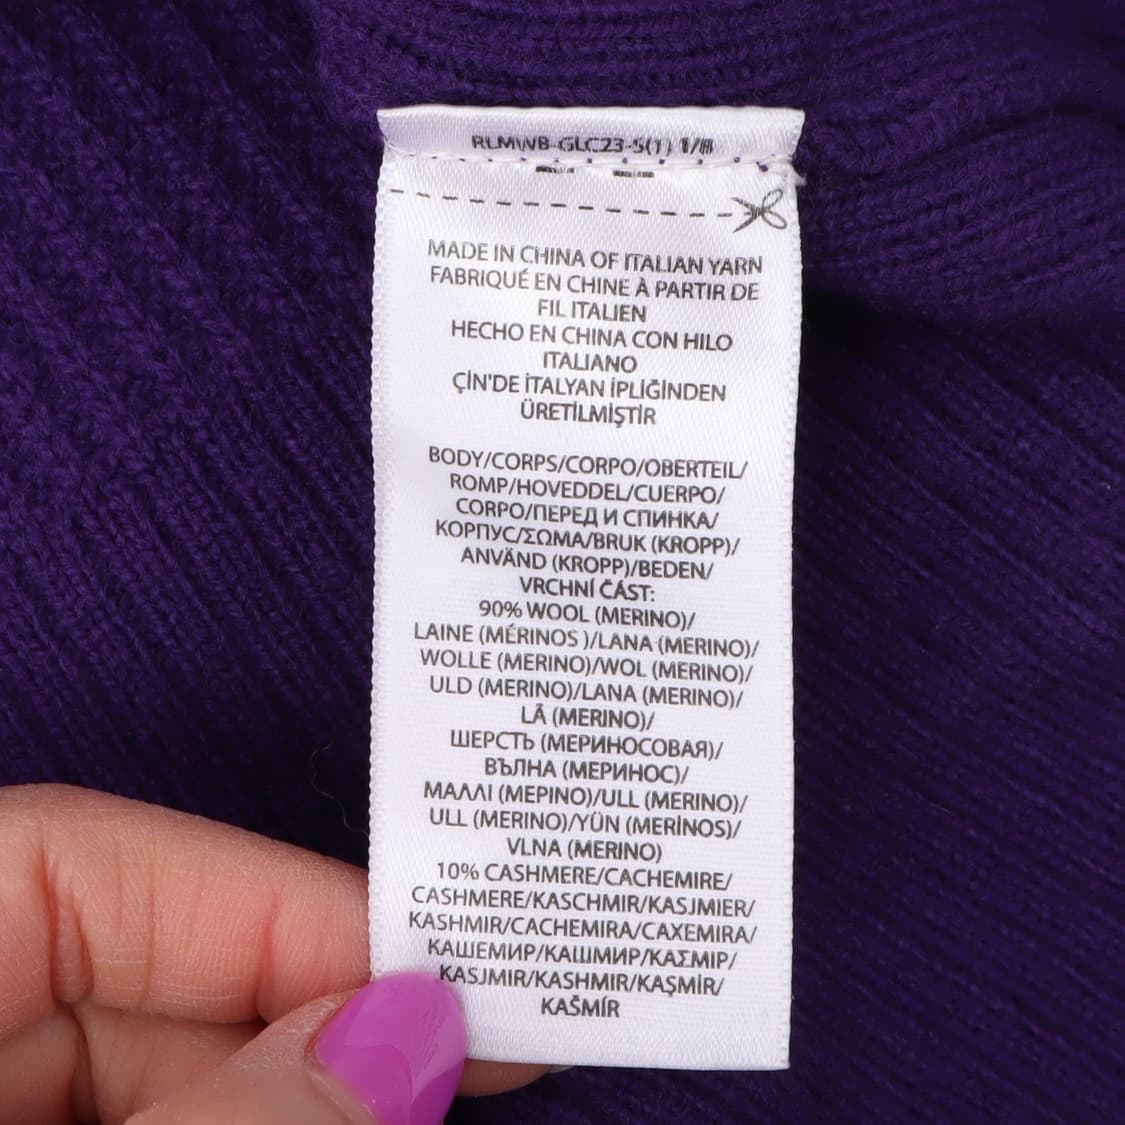 RLMWB-GLC23-S(1) 1/8
MADE IN CHINA OF ITALIAN YARN
FABRIQUÉ EN CHINE À PARTIR DE
FIL ITALIEN
HECHO EN CHINA CON HILO
ITALIANO
ÇİN'DE İTALYAN İPLİĞİNDEN
ÜRETİLMİŞTİR
BODY/CORPS/CORPO/OBERTEIL/
ROMP/HOVEDDEL/CUERPO/
CORPO/ПЕРЕД И СПИНКА/
КОРПУС/ΣΩΜΑ/BRUK (KROPP)/
ANVÄND (KROPP)/BEDEN/
VRCHNÍ ČÁST:
90% WOOL (MERINO)/
LAINE (MÉRINOS )/LANA (MERINO)/
WOLLE (MERINO)/WOL (MERINO)/
ULD (MERINO)/LANA (MERINO)/
LÃ (MERINO)/
ШЕРСТЬ (МЕРИНОСОВАЯ)/
ВЪЛНА (МЕРИНОС)/
ΜΑΛΛΙ (ΜΕΡΙΝΟ)/ULL (MERINO)/
ULL (MERINO)/YÜN (MERİNOS)/
VLNA (MERINO)
10% CASHMERE/CACHEMIRE/
CASHMERE/KASCHMIR/KASJMIER/
KASHMIR/CACHEMIRA/CAXEMIRA/
КАШЕМИР/КАШМИР/ΚΑΣΜΙΡ/
KASJMIR/KASHMIR/KAŞMİR/
KAŠMÍR